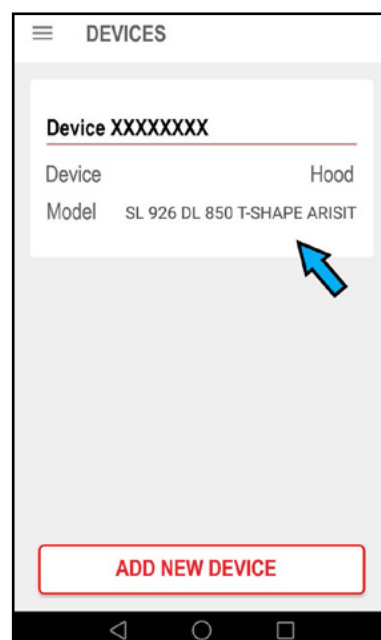 DEVICES
Device XXXXXXXX
Device Hood
Model SL 926 DL 850 T-SHAPE ARISIT
ADD NEW DEVICE